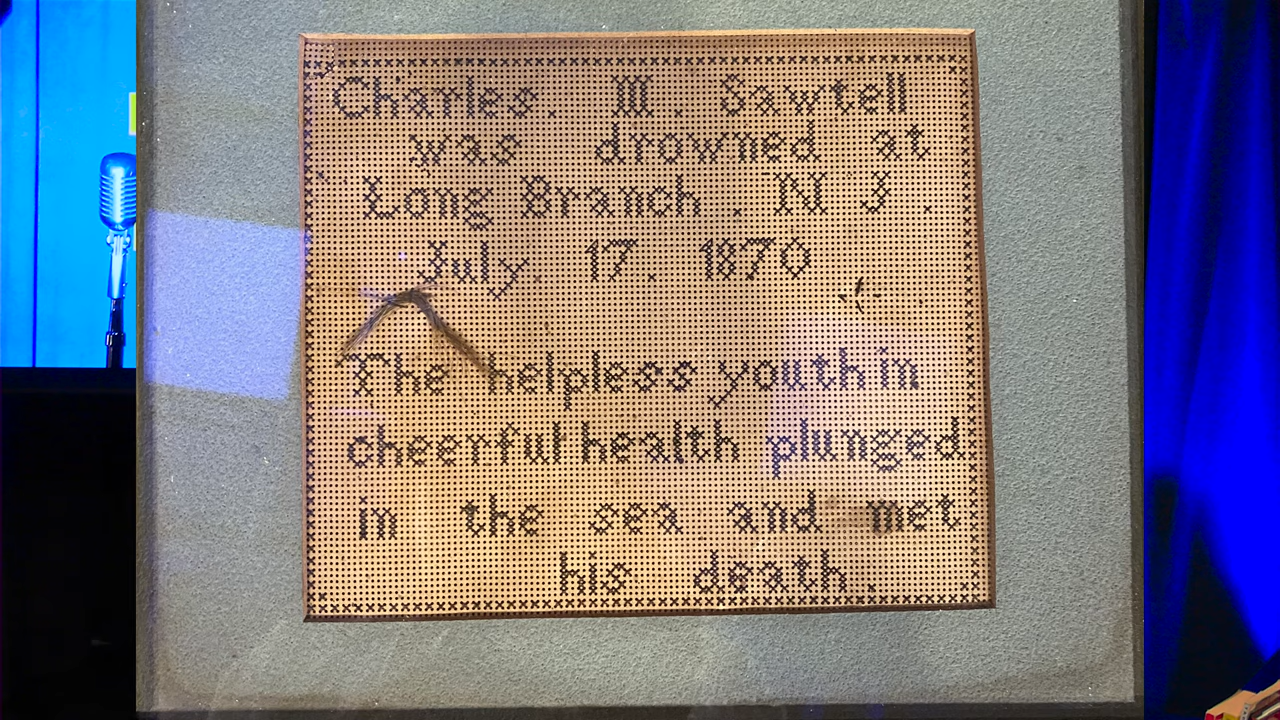 Charles. M. Sawtell
was drowned at
Long Branch. N J.
July. 17. 1870
The helpless youth in
cheerful health plunged
in the sea and met
his death.